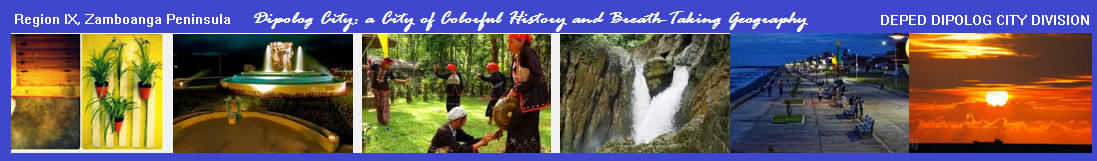 Region IX, Zamboanga Peninsula
Dipolog City: a City of Colorful History and Breath-Taking Geography
DEPED DIPOLOG CITY DIVISION